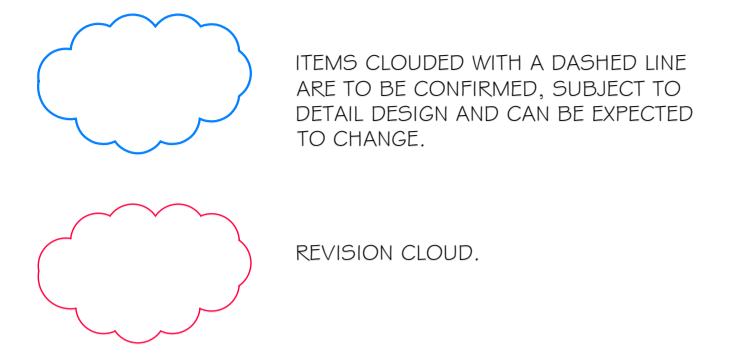 ITEMS CLOUDED WITH A DASHED LINE
ARE TO BE CONFIRMED, SUBJECT TO
DETAIL DESIGN AND CAN BE EXPECTED
TO CHANGE.
REVISION CLOUD.